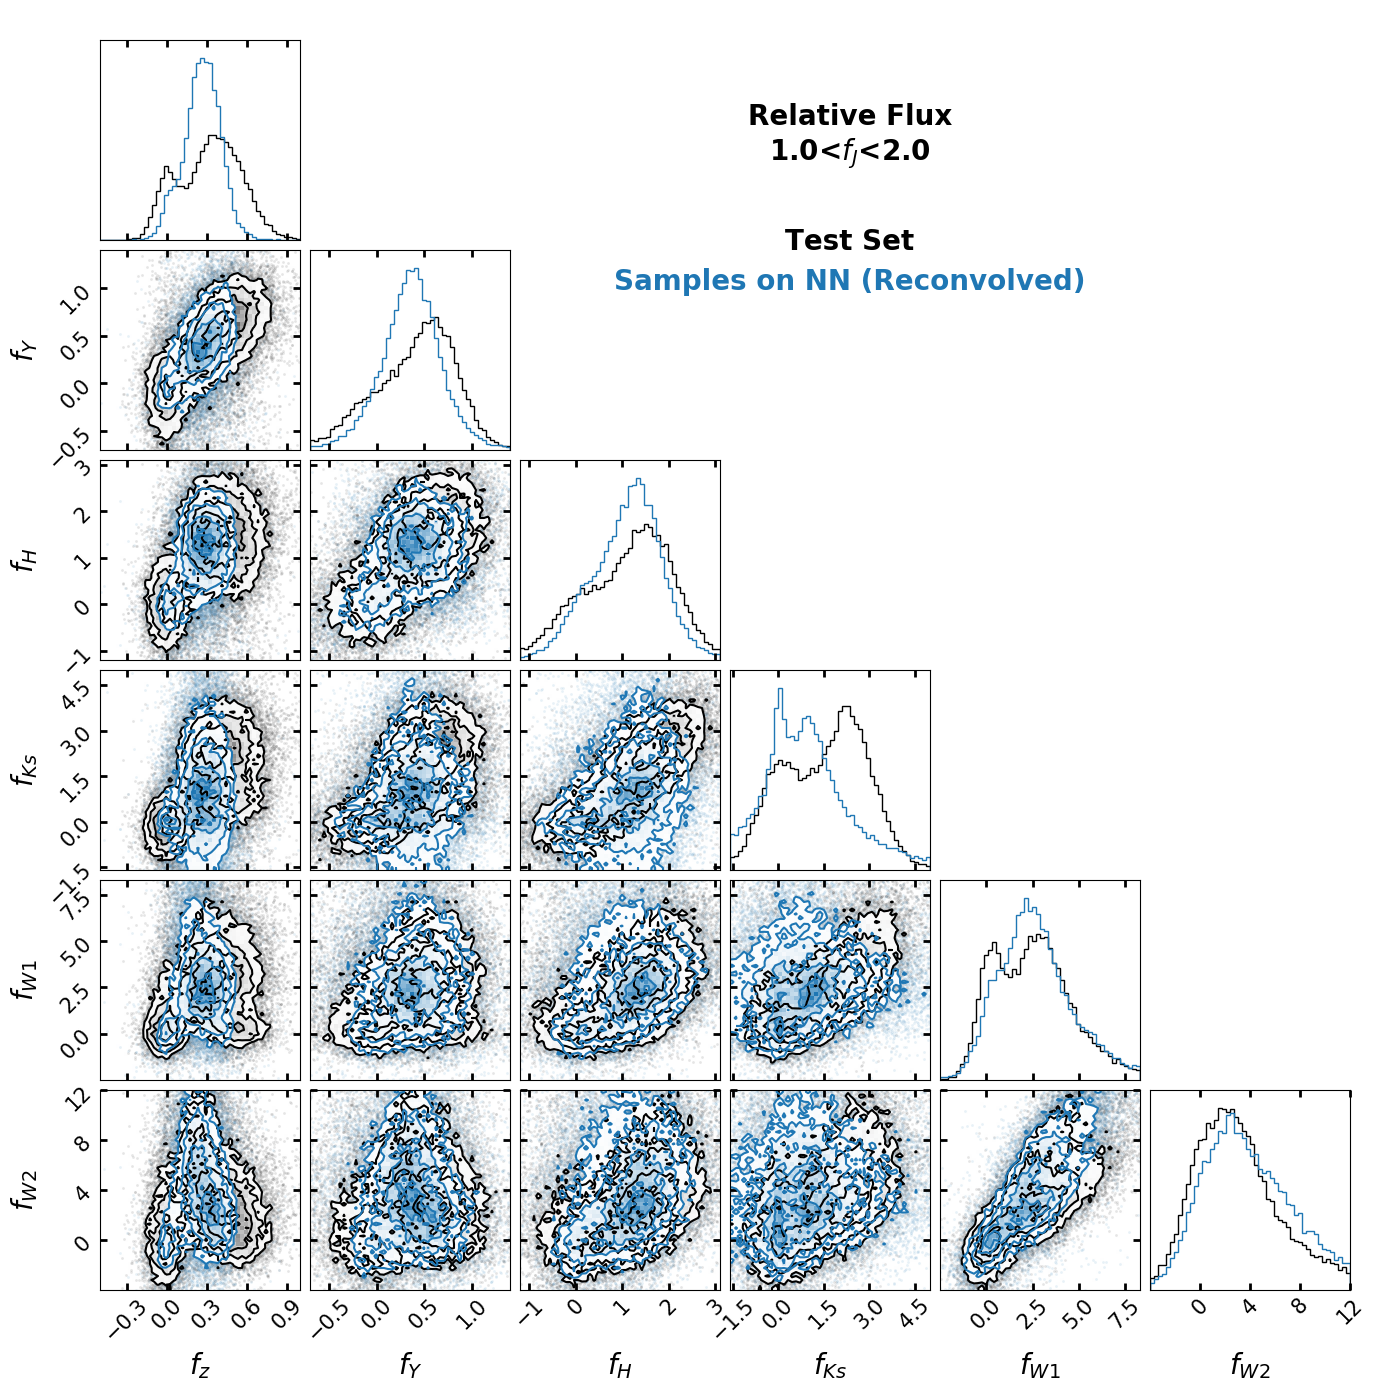 Relative Flux
1.0<f_J<2.0
Test Set
Samples on NN (Reconvolved)
f_Y
1.0
0.5
0.0
−0.5
f_H
3
2
1
0
−1
f_Ks
4.5
3.0
1.5
0.0
−1.5
f_W1
7.5
5.0
2.5
0.0
f_W2
12
8
4
0
−0.3 0.0 0.3 0.6 0.9
−0.5 0.0 0.5 1.0
−1 0 1 2 3
−1.5 0.0 1.5 3.0 4.5
0.0 2.5 5.0 7.5
0 4 8 12
f_z f_Y f_H f_Ks f_W1 f_W2